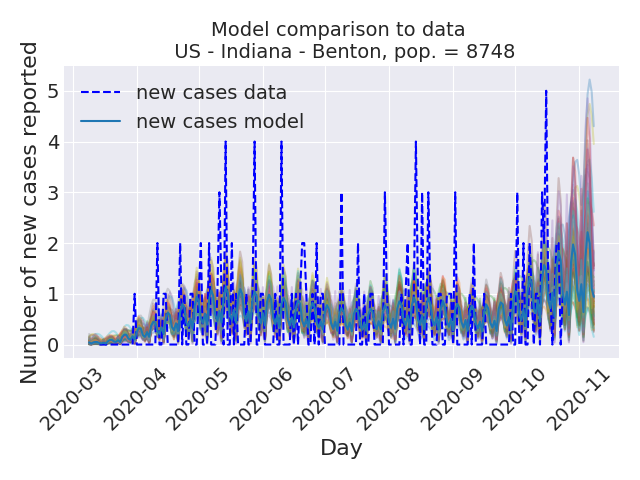 Model comparison to data
US - Indiana - Benton, pop. = 8748
new cases data
new cases model
Number of new cases reported
5
4
3
2
1
0
2020-03
2020-04
2020-05
2020-06
2020-07
2020-08
2020-09
2020-10
2020-11
Day